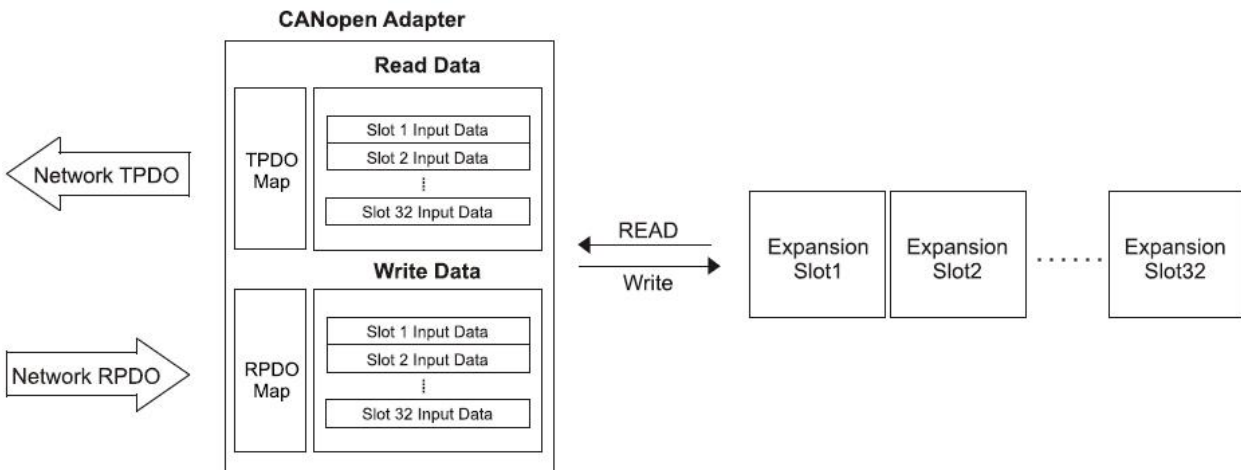 CANopen Adapter
Read Data
TPDO
Map
Slot 1 Input Data
Slot 2 Input Data
Slot 32 Input Data
Network TPDO
READ
Write
Expansion
Slot1
Expansion
Slot2
......
Expansion
Slot32
Write Data
RPDO
Map
Slot 1 Input Data
Slot 2 Input Data
Slot 32 Input Data
Network RPDO